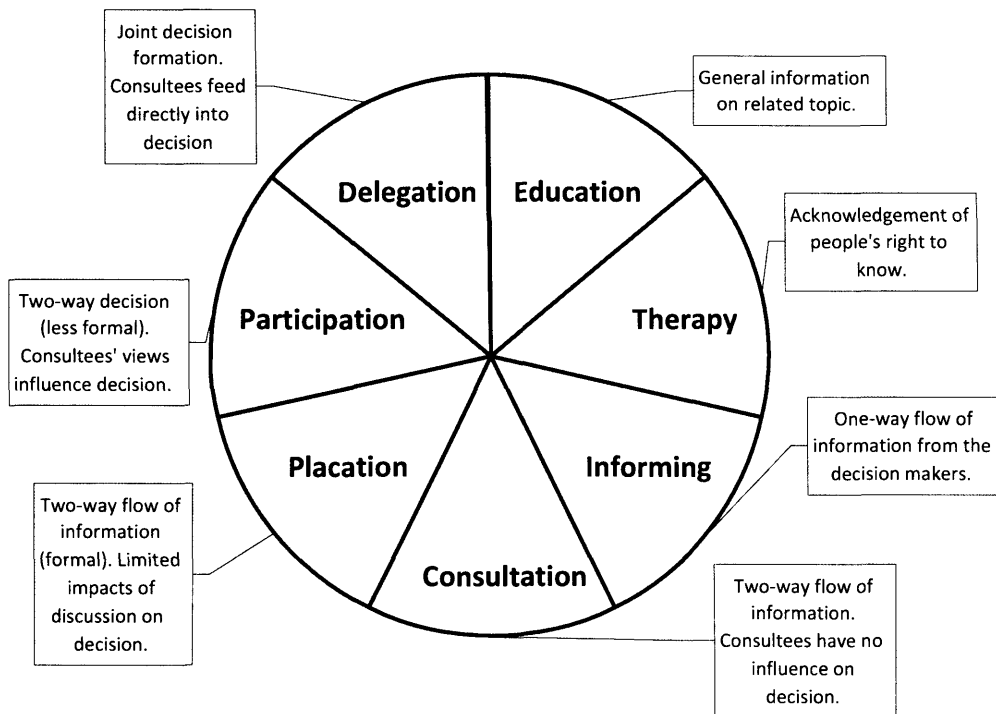 Joint decision
formation.
Consultees feed
directly into
decision
General information
on related topic.
Delegation
Education
Acknowledgement of
people's right to
know.
Two-way decision
(less formal).
Consultees' views
influence decision.
Participation
Therapy
One-way flow of
information from the
decision makers.
Placation
Informing
Two-way flow of
information
(formal). Limited
impacts of
discussion on
decision.
Consultation
Two-way flow of
information.
Consultees have no
influence on
decision.